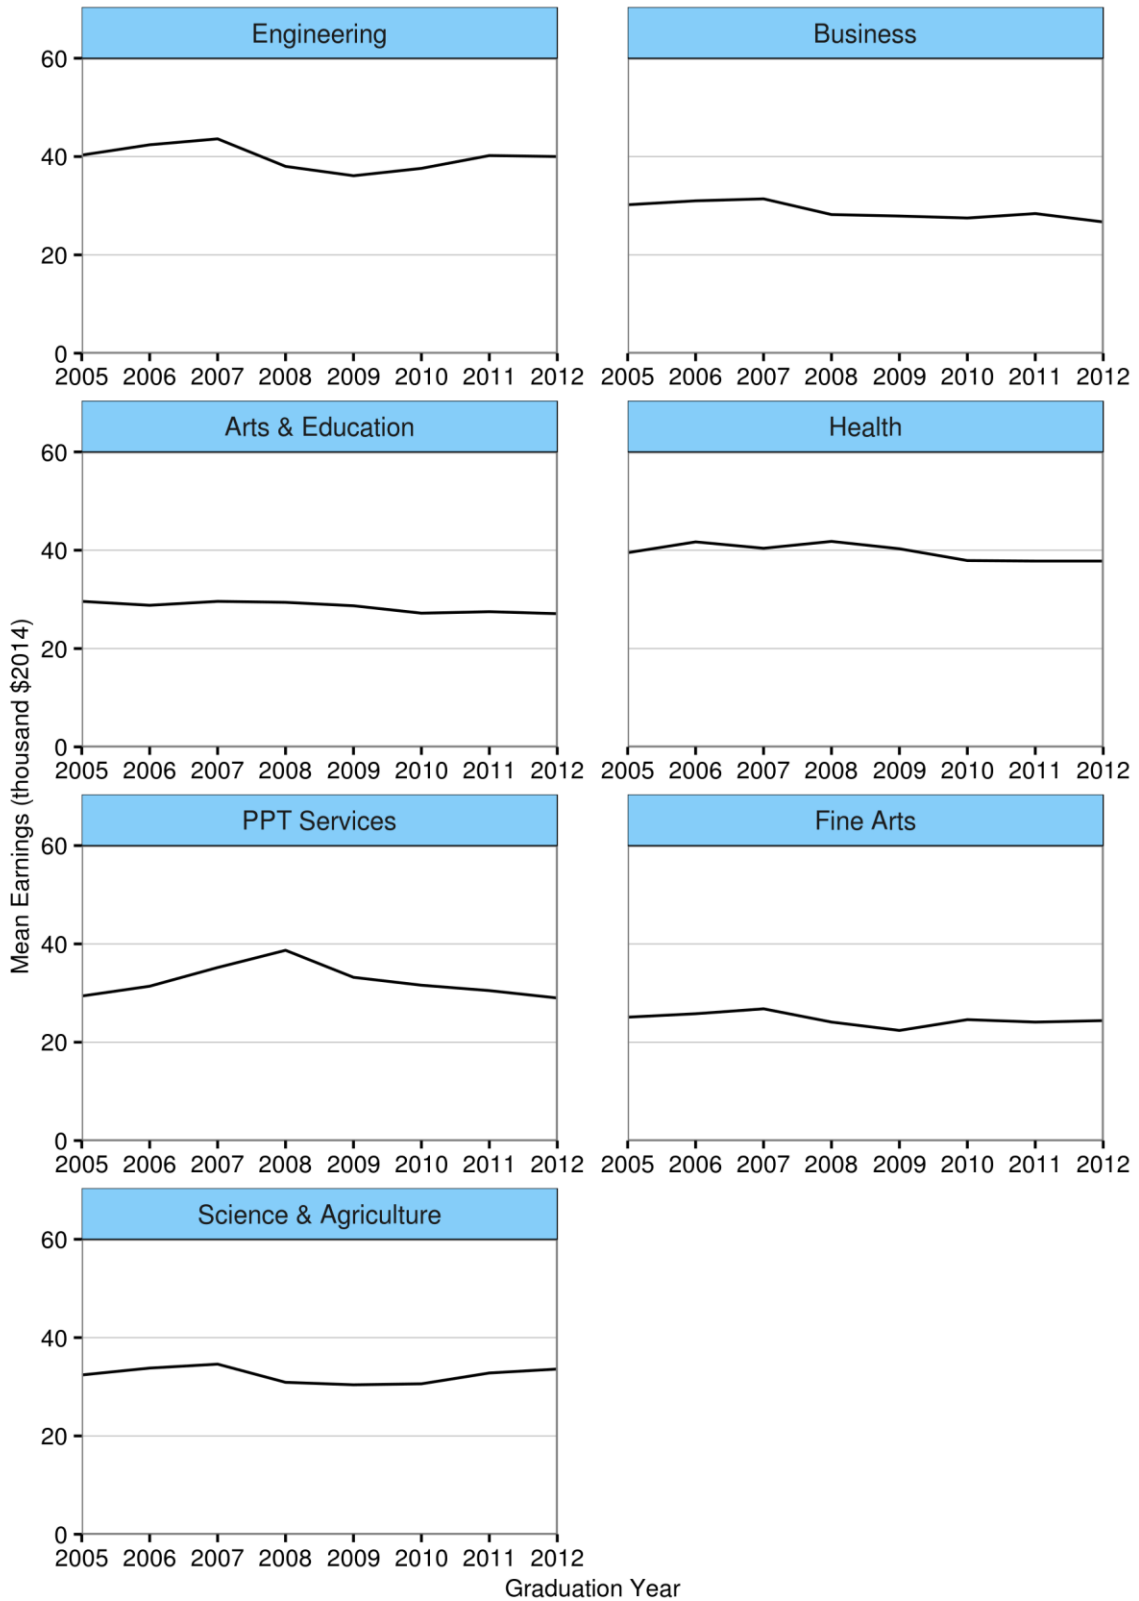 Engineering
Business
60
40
20
0
2005 2006 2007 2008 2009 2010 2011 2012
2005 2006 2007 2008 2009 2010 2011 2012
Arts & Education
Health
60
40
20
0
2005 2006 2007 2008 2009 2010 2011 2012
2005 2006 2007 2008 2009 2010 2011 2012
Mean Earnings (thousand $2014)
PPT Services
Fine Arts
60
40
20
0
2005 2006 2007 2008 2009 2010 2011 2012
2005 2006 2007 2008 2009 2010 2011 2012
Science & Agriculture
60
40
20
0
2005 2006 2007 2008 2009 2010 2011 2012
Graduation Year